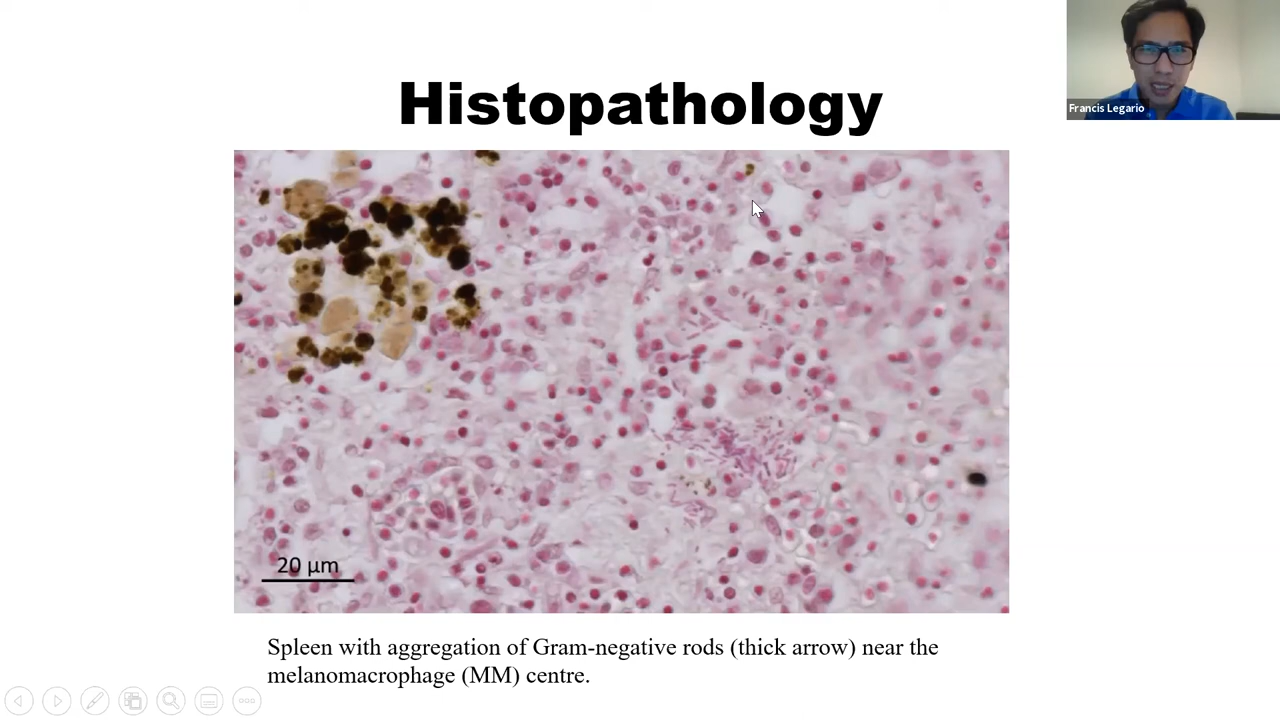 Histopathology
Francis Legario
20 µm
Spleen with aggregation of Gram-negative rods (thick arrow) near the
melanomacrophage (MM) centre.